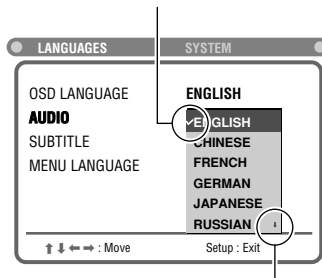 LANGUAGES SYSTEM
OSD LANGUAGE ENGLISH
AUDIO ENGLISH
CHINESE
SUBTITLE FRENCH
MENU LANGUAGE GERMAN
JAPANESE
RUSSIAN
↑ ↓ ← → : Move Setup : Exit